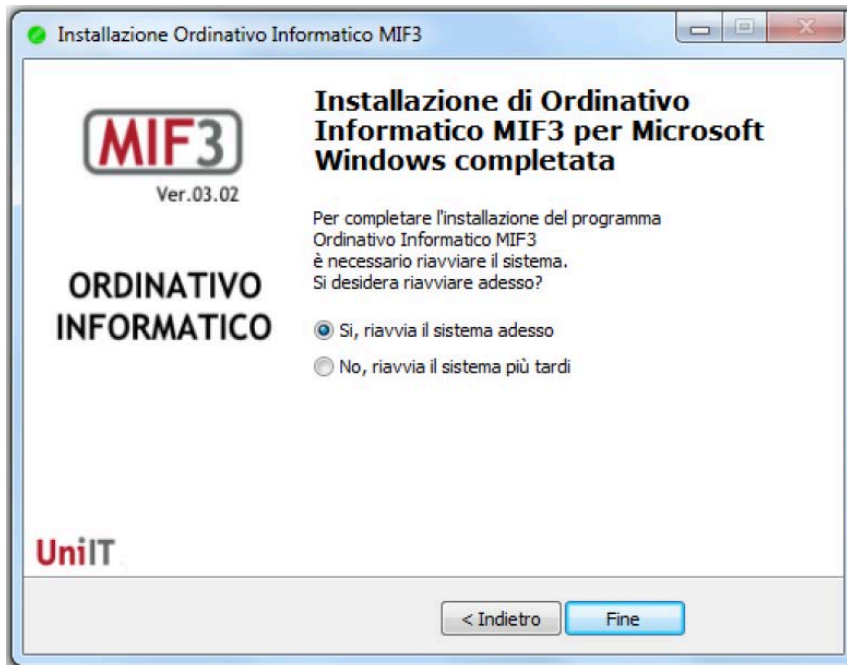 Installazione Ordinativo Informatico MIF3
MIF3
Ver.03.02
ORDINATIVO
INFORMATICO
Installazione di Ordinativo
Informatico MIF3 per Microsoft
Windows completata
Per completare l'installazione del programma
Ordinativo Informatico MIF3
è necessario riavviare il sistema.
Si desidera riavviare adesso?
Si, riavvia il sistema adesso
No, riavvia il sistema più tardi
UniIT
< Indietro
Fine